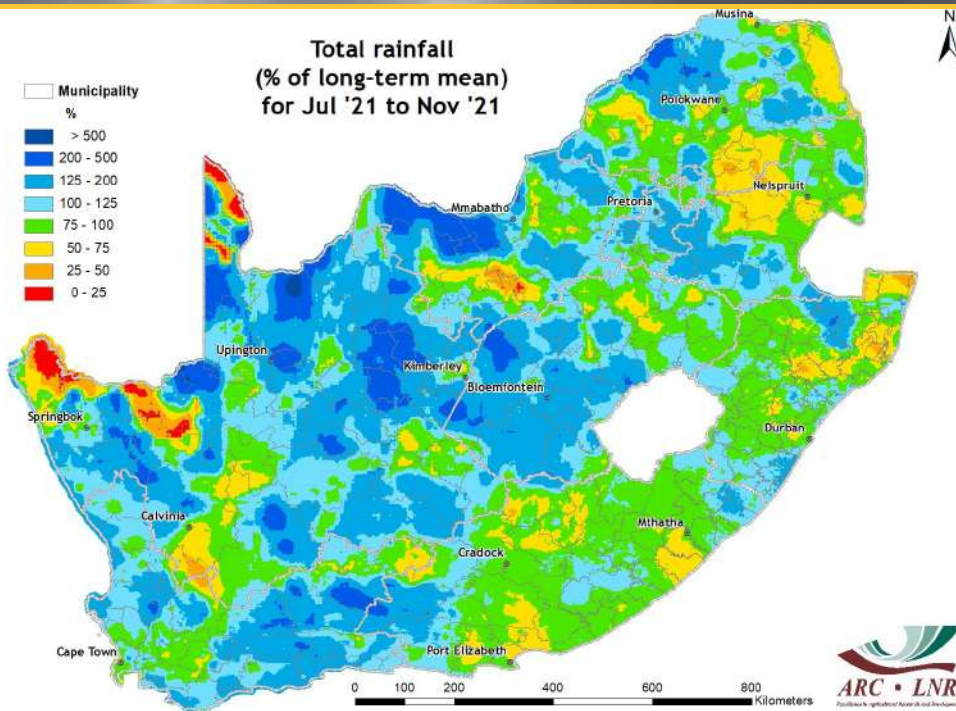 Total rainfall
(% of long-term mean)
for Jul '21 to Nov '21
Municipality
%
> 500
200 - 500
125 - 200
100 - 125
75 - 100
50 - 75
25 - 50
0 - 25
N
Musina
Polokwane
Nelspruit
Mmabatho
Pretoria
Upington
Kimberley
Bloemfontein
Springbok
Durban
Calvinia
Mthatha
Cradock
Cape Town
Port Elizabeth
0 100 200 400 600 800
Kilometers
ARC • LNR